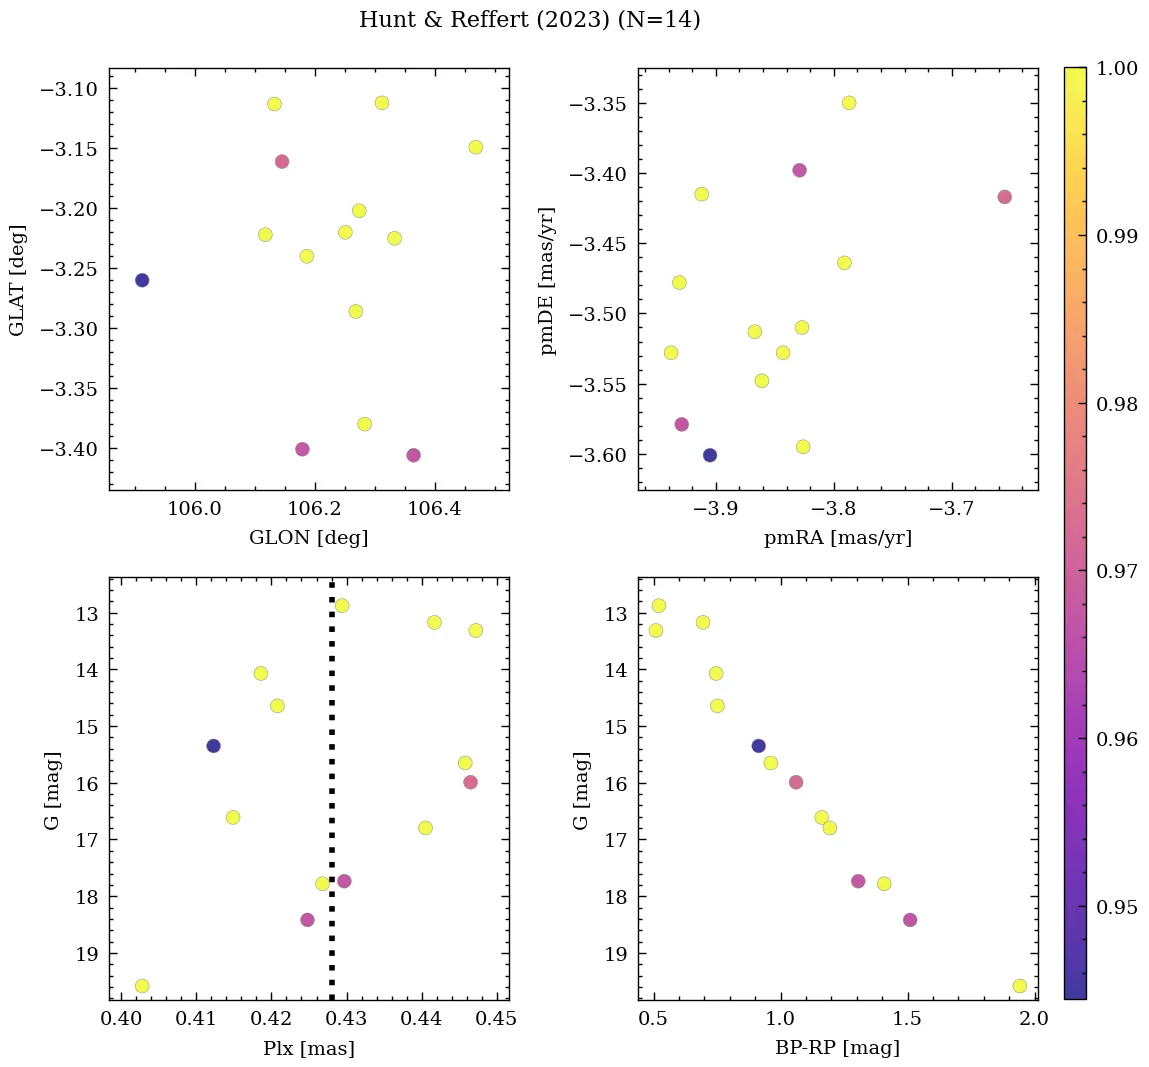 Hunt & Reffert (2023) (N=14)
−3.10
−3.15
−3.20
−3.25
−3.30
−3.35
−3.40
GLAT [deg]
106.0 106.2 106.4
GLON [deg]
−3.35
−3.40
−3.45
−3.50
−3.55
−3.60
pmDE [mas/yr]
−3.9 −3.8 −3.7
pmRA [mas/yr]
13
14
15
16
17
18
19
G [mag]
0.40 0.41 0.42 0.43 0.44 0.45
Plx [mas]
13
14
15
16
17
18
19
G [mag]
0.5 1.0 1.5 2.0
BP-RP [mag]
1.00
0.99
0.98
0.97
0.96
0.95